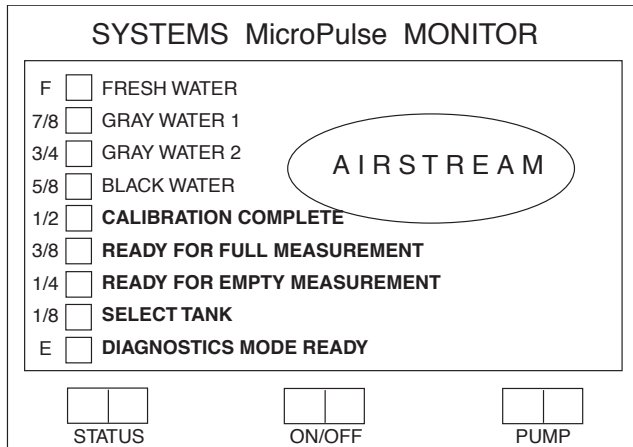 SYSTEMS MicroPulse MONITOR
F FRESH WATER
7/8 GRAY WATER 1
3/4 GRAY WATER 2
AIRSTREAM
5/8 BLACK WATER
1/2 CALIBRATION COMPLETE
3/8 READY FOR FULL MEASUREMENT
1/4 READY FOR EMPTY MEASUREMENT
1/8 SELECT TANK
E DIAGNOSTICS MODE READY
STATUS ON/OFF PUMP